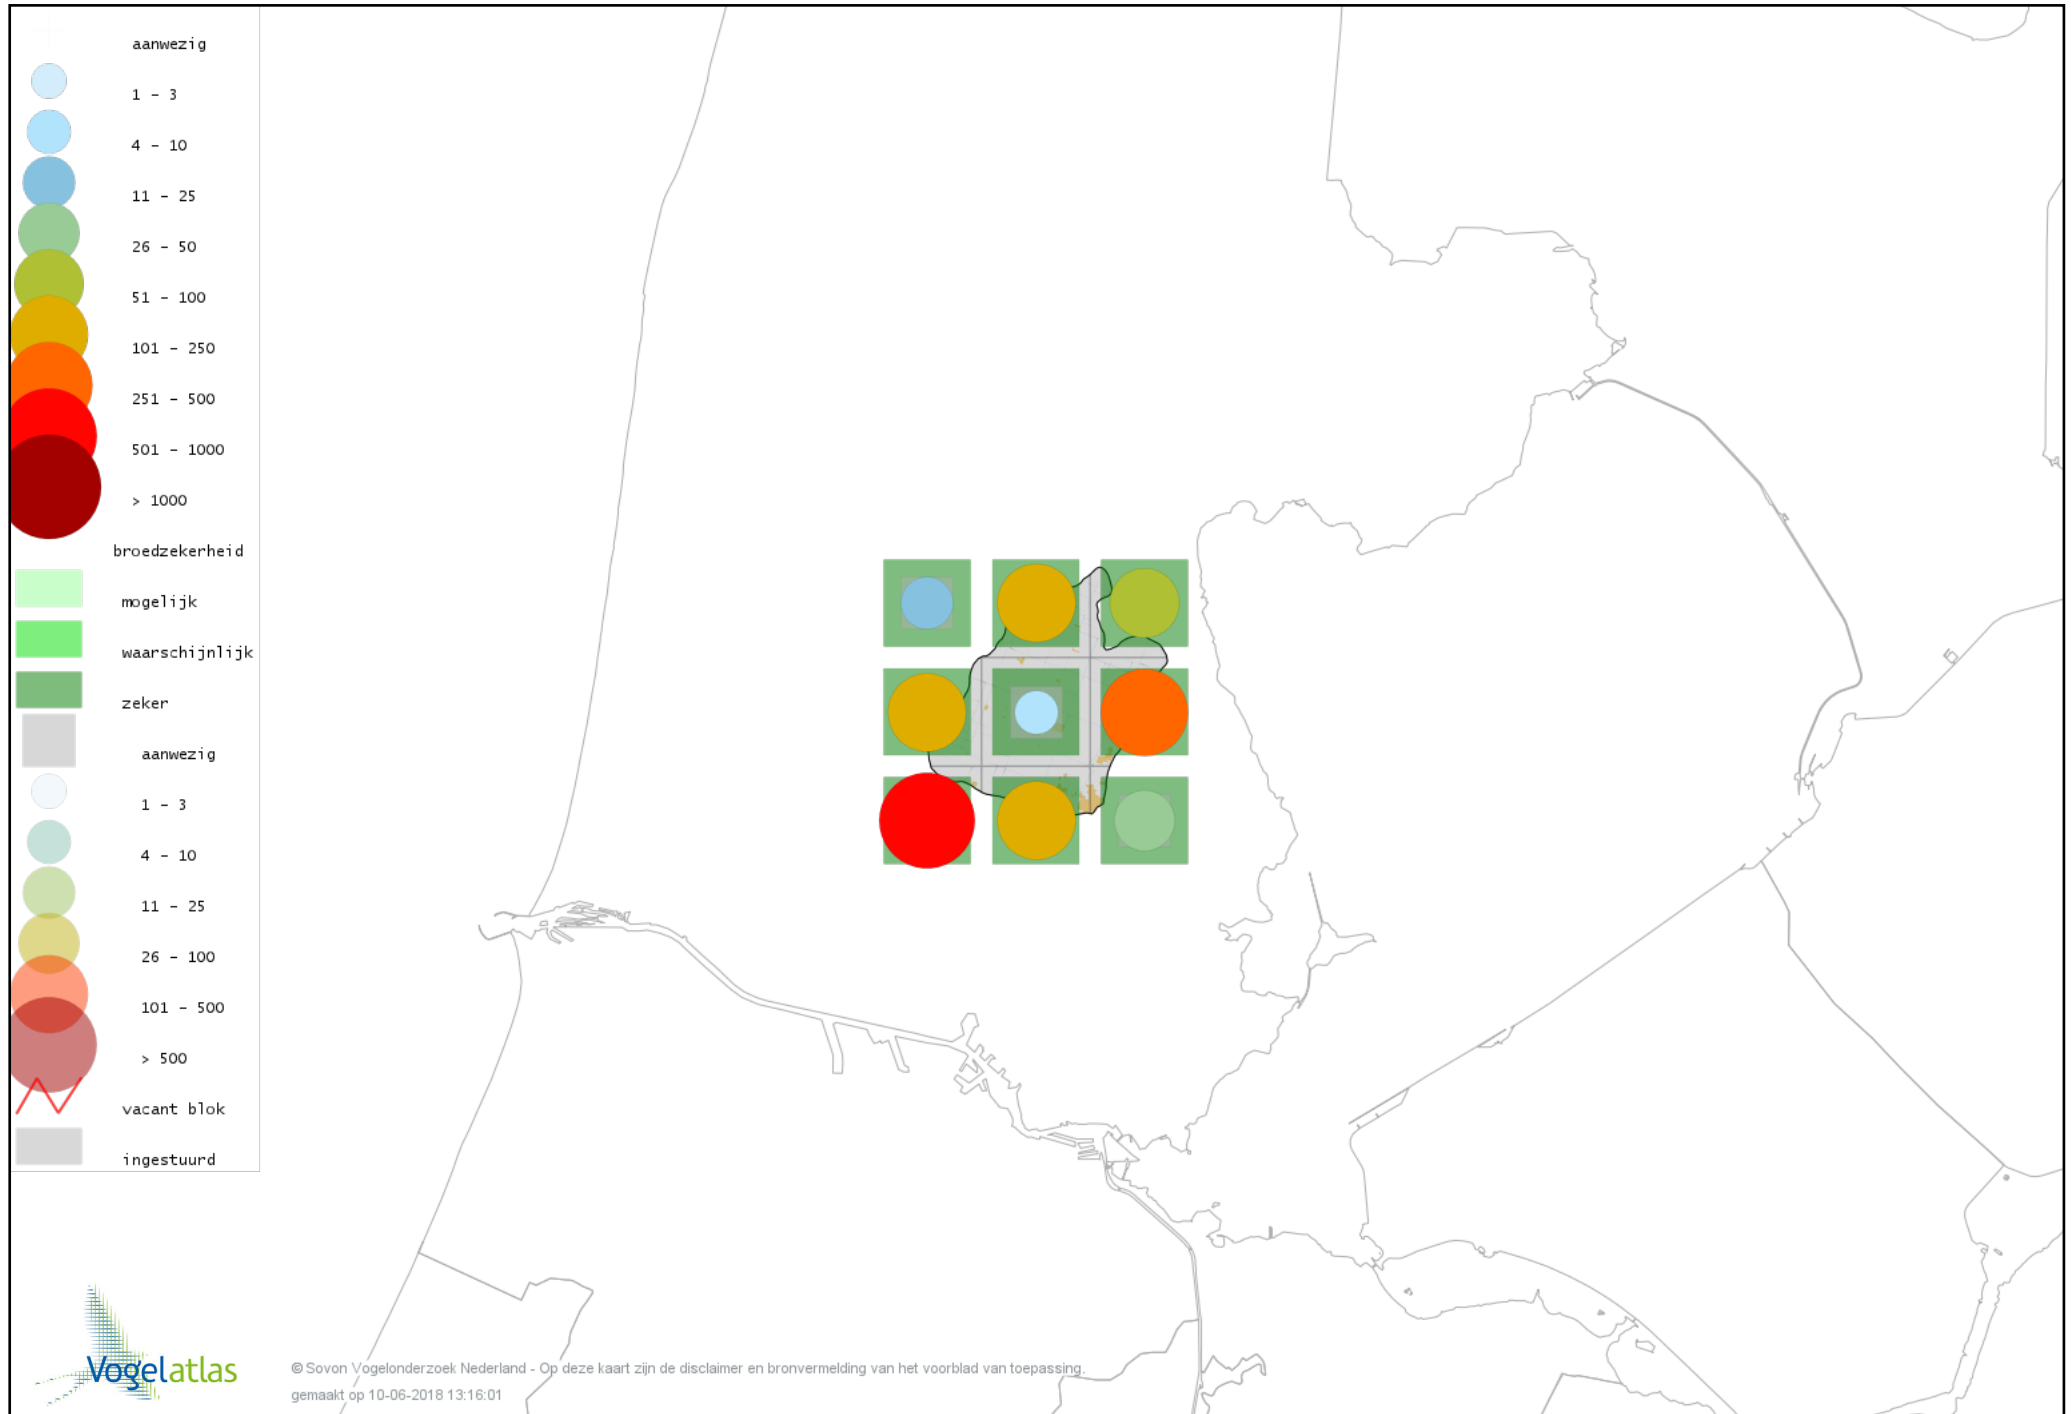 aanwezig
1 - 3
4 - 10
11 - 25
26 - 50
51 - 100
101 - 250
251 - 500
501 - 1000
> 1000
broedzekerheid
mogelijk
waarschijnlijk
zeker
aanwezig
1 - 3
4 - 10
11 - 25
26 - 100
101 - 500
> 500
vacant blok
ingestuurd
Vogelatlas
© Sovon Vogelonderzoek Nederland - Op deze kaart zijn de disclaimer en bronvermelding van het voorblad van toepassing.
gemaakt op 10-06-2018 13:16:01